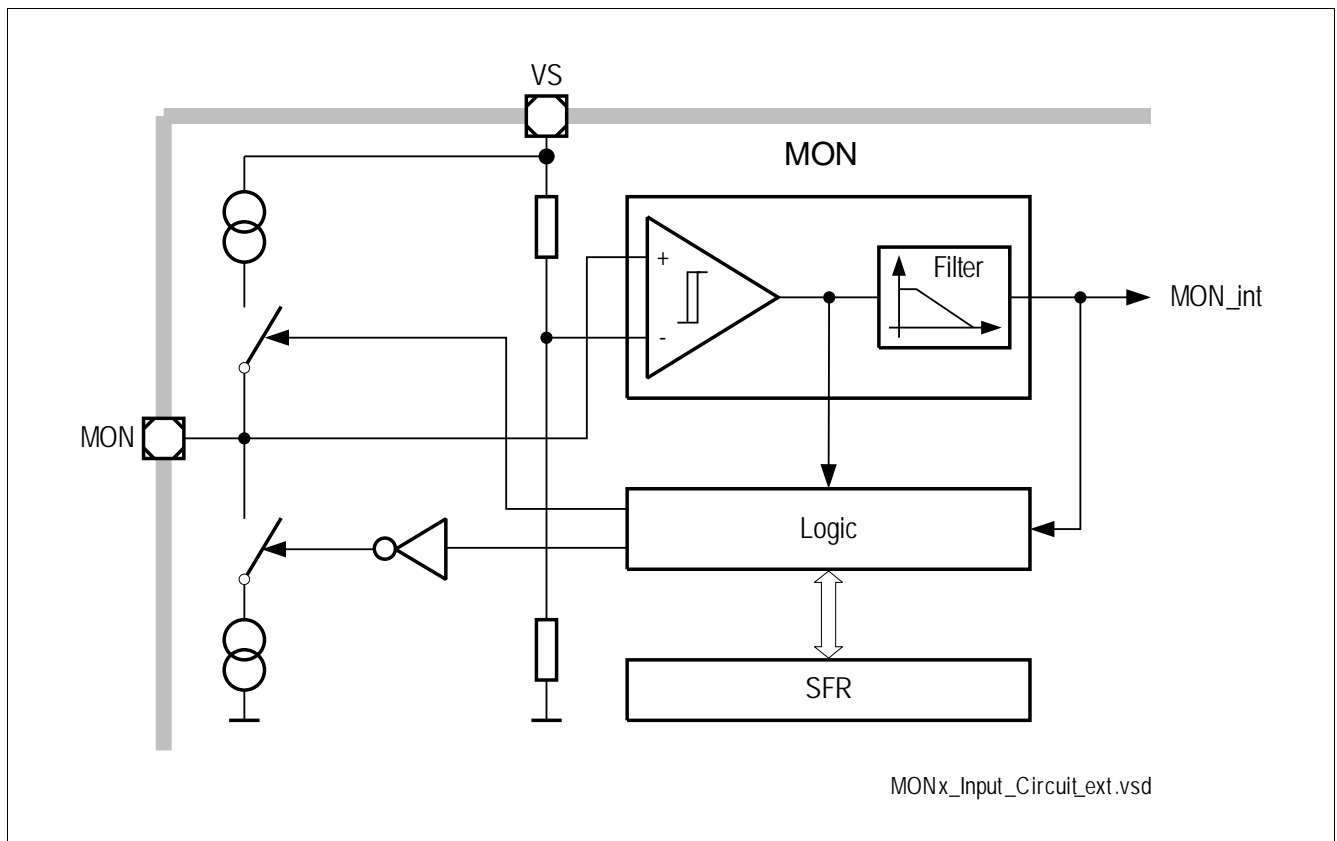 VS
MON
+
Filter
MON_int
-
MON
Logic
SFR
MONx_Input_Circuit_ext.vsd